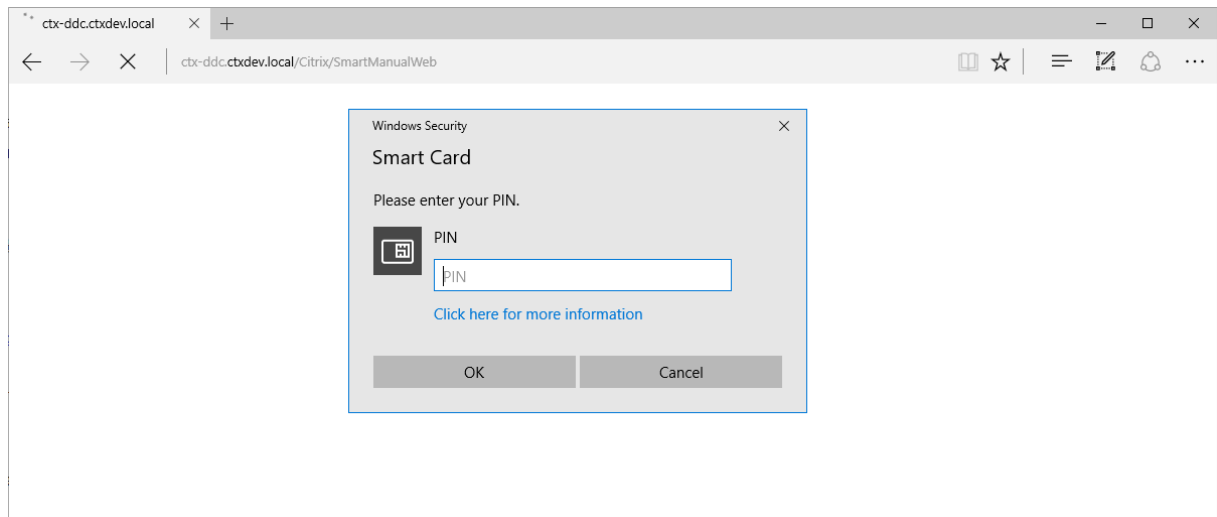 ctx-ddc.ctxdev.local
ctx-ddc.ctxdev.local/Citrix/SmartManualWeb
Windows Security
Smart Card
Please enter your PIN.
PIN
PIN
Click here for more information
OK
Cancel